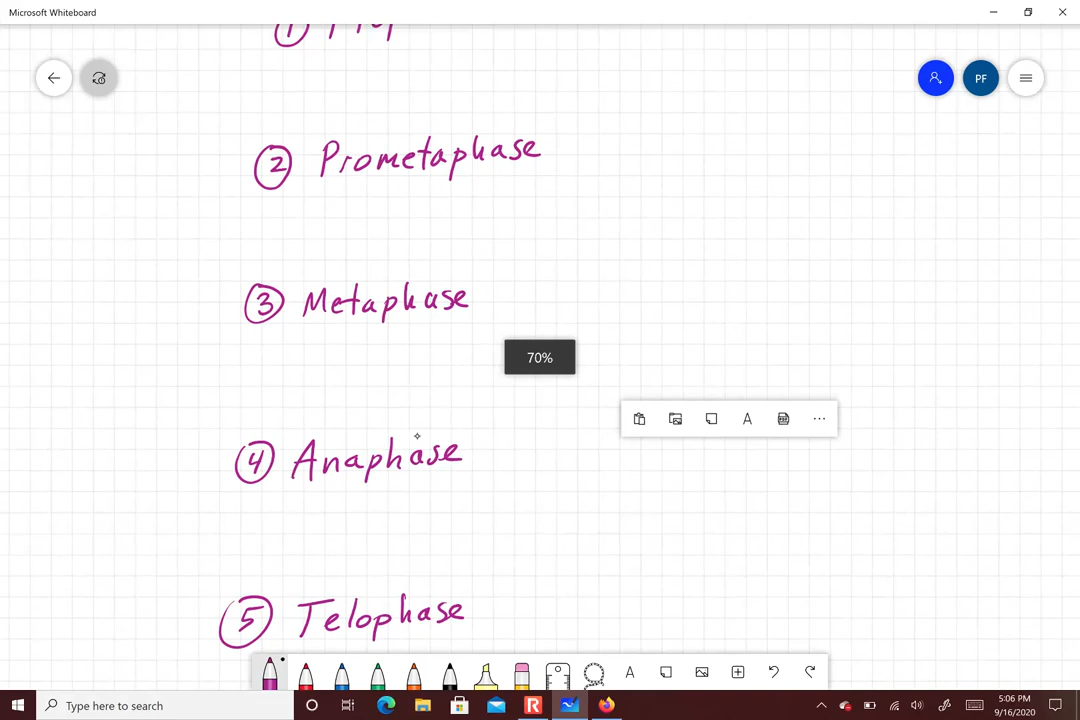 Microsoft Whiteboard
①
PF
② Prometaphase
③ Metaphase
70%
A
④ Anaphase
⑤ Telophase
A
Type here to search
5:06 PM
9/16/2020